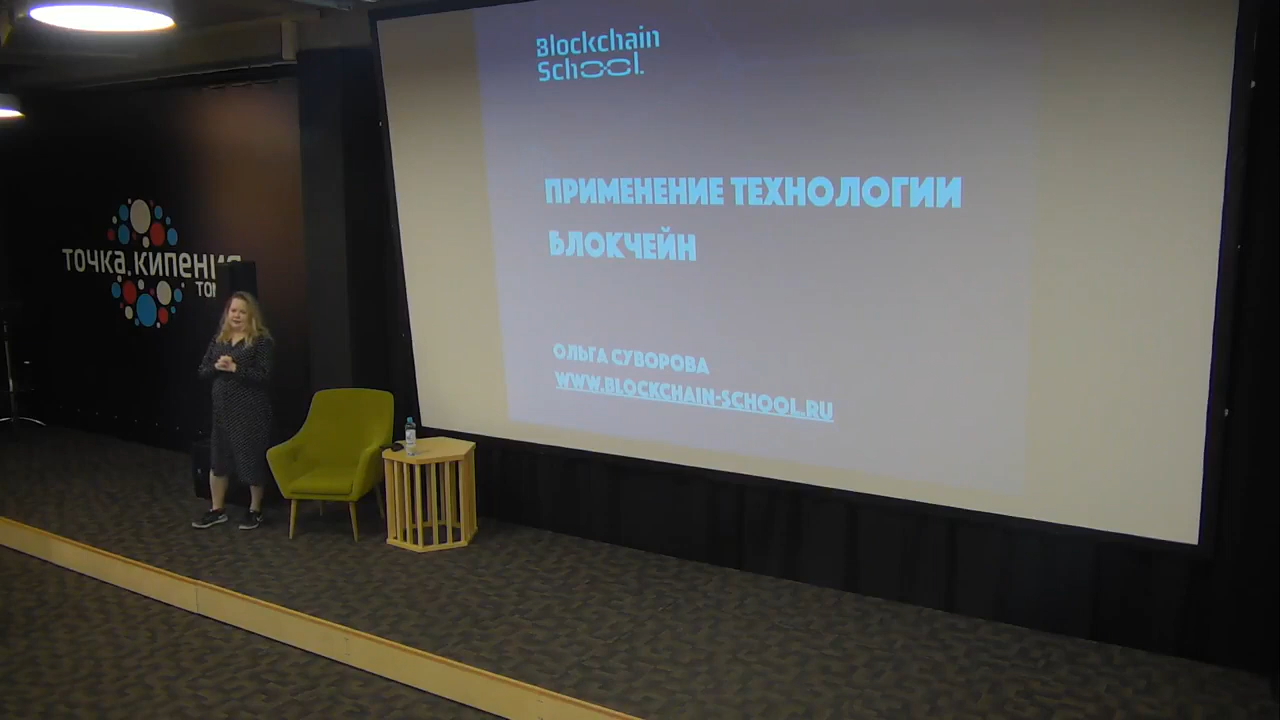 Blockchain
School.
ПРИМЕНЕНИЕ ТЕХНОЛОГИИ
БЛОКЧЕЙН
ОЛЬГА СУВОРОВА
WWW.BLOCKCHAIN-SCHOOL.RU
точка кипения